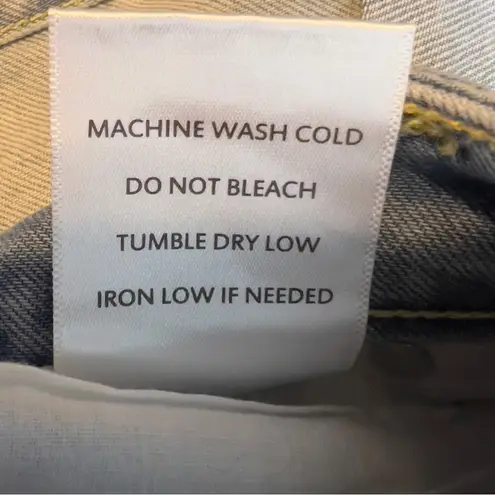 MACHINE WASH COLD
DO NOT BLEACH
TUMBLE DRY LOW
IRON LOW IF NEEDED